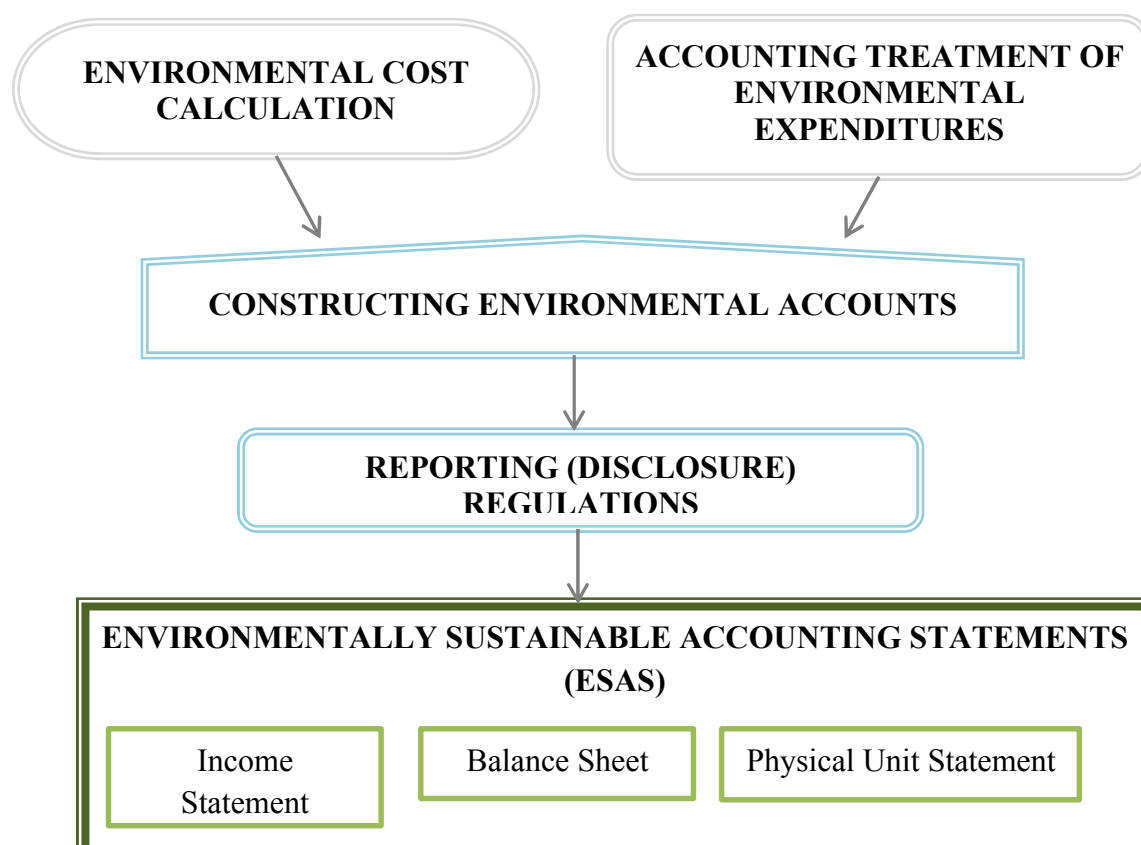 ENVIRONMENTAL COST
CALCULATION
ACCOUNTING TREATMENT OF
ENVIRONMENTAL
EXPENDITURES
CONSTRUCTING ENVIRONMENTAL ACCOUNTS
REPORTING (DISCLOSURE)
REGULATIONS
ENVIRONMENTALLY SUSTAINABLE ACCOUNTING STATEMENTS
(ESAS)
Income
Statement
Balance Sheet
Physical Unit Statement